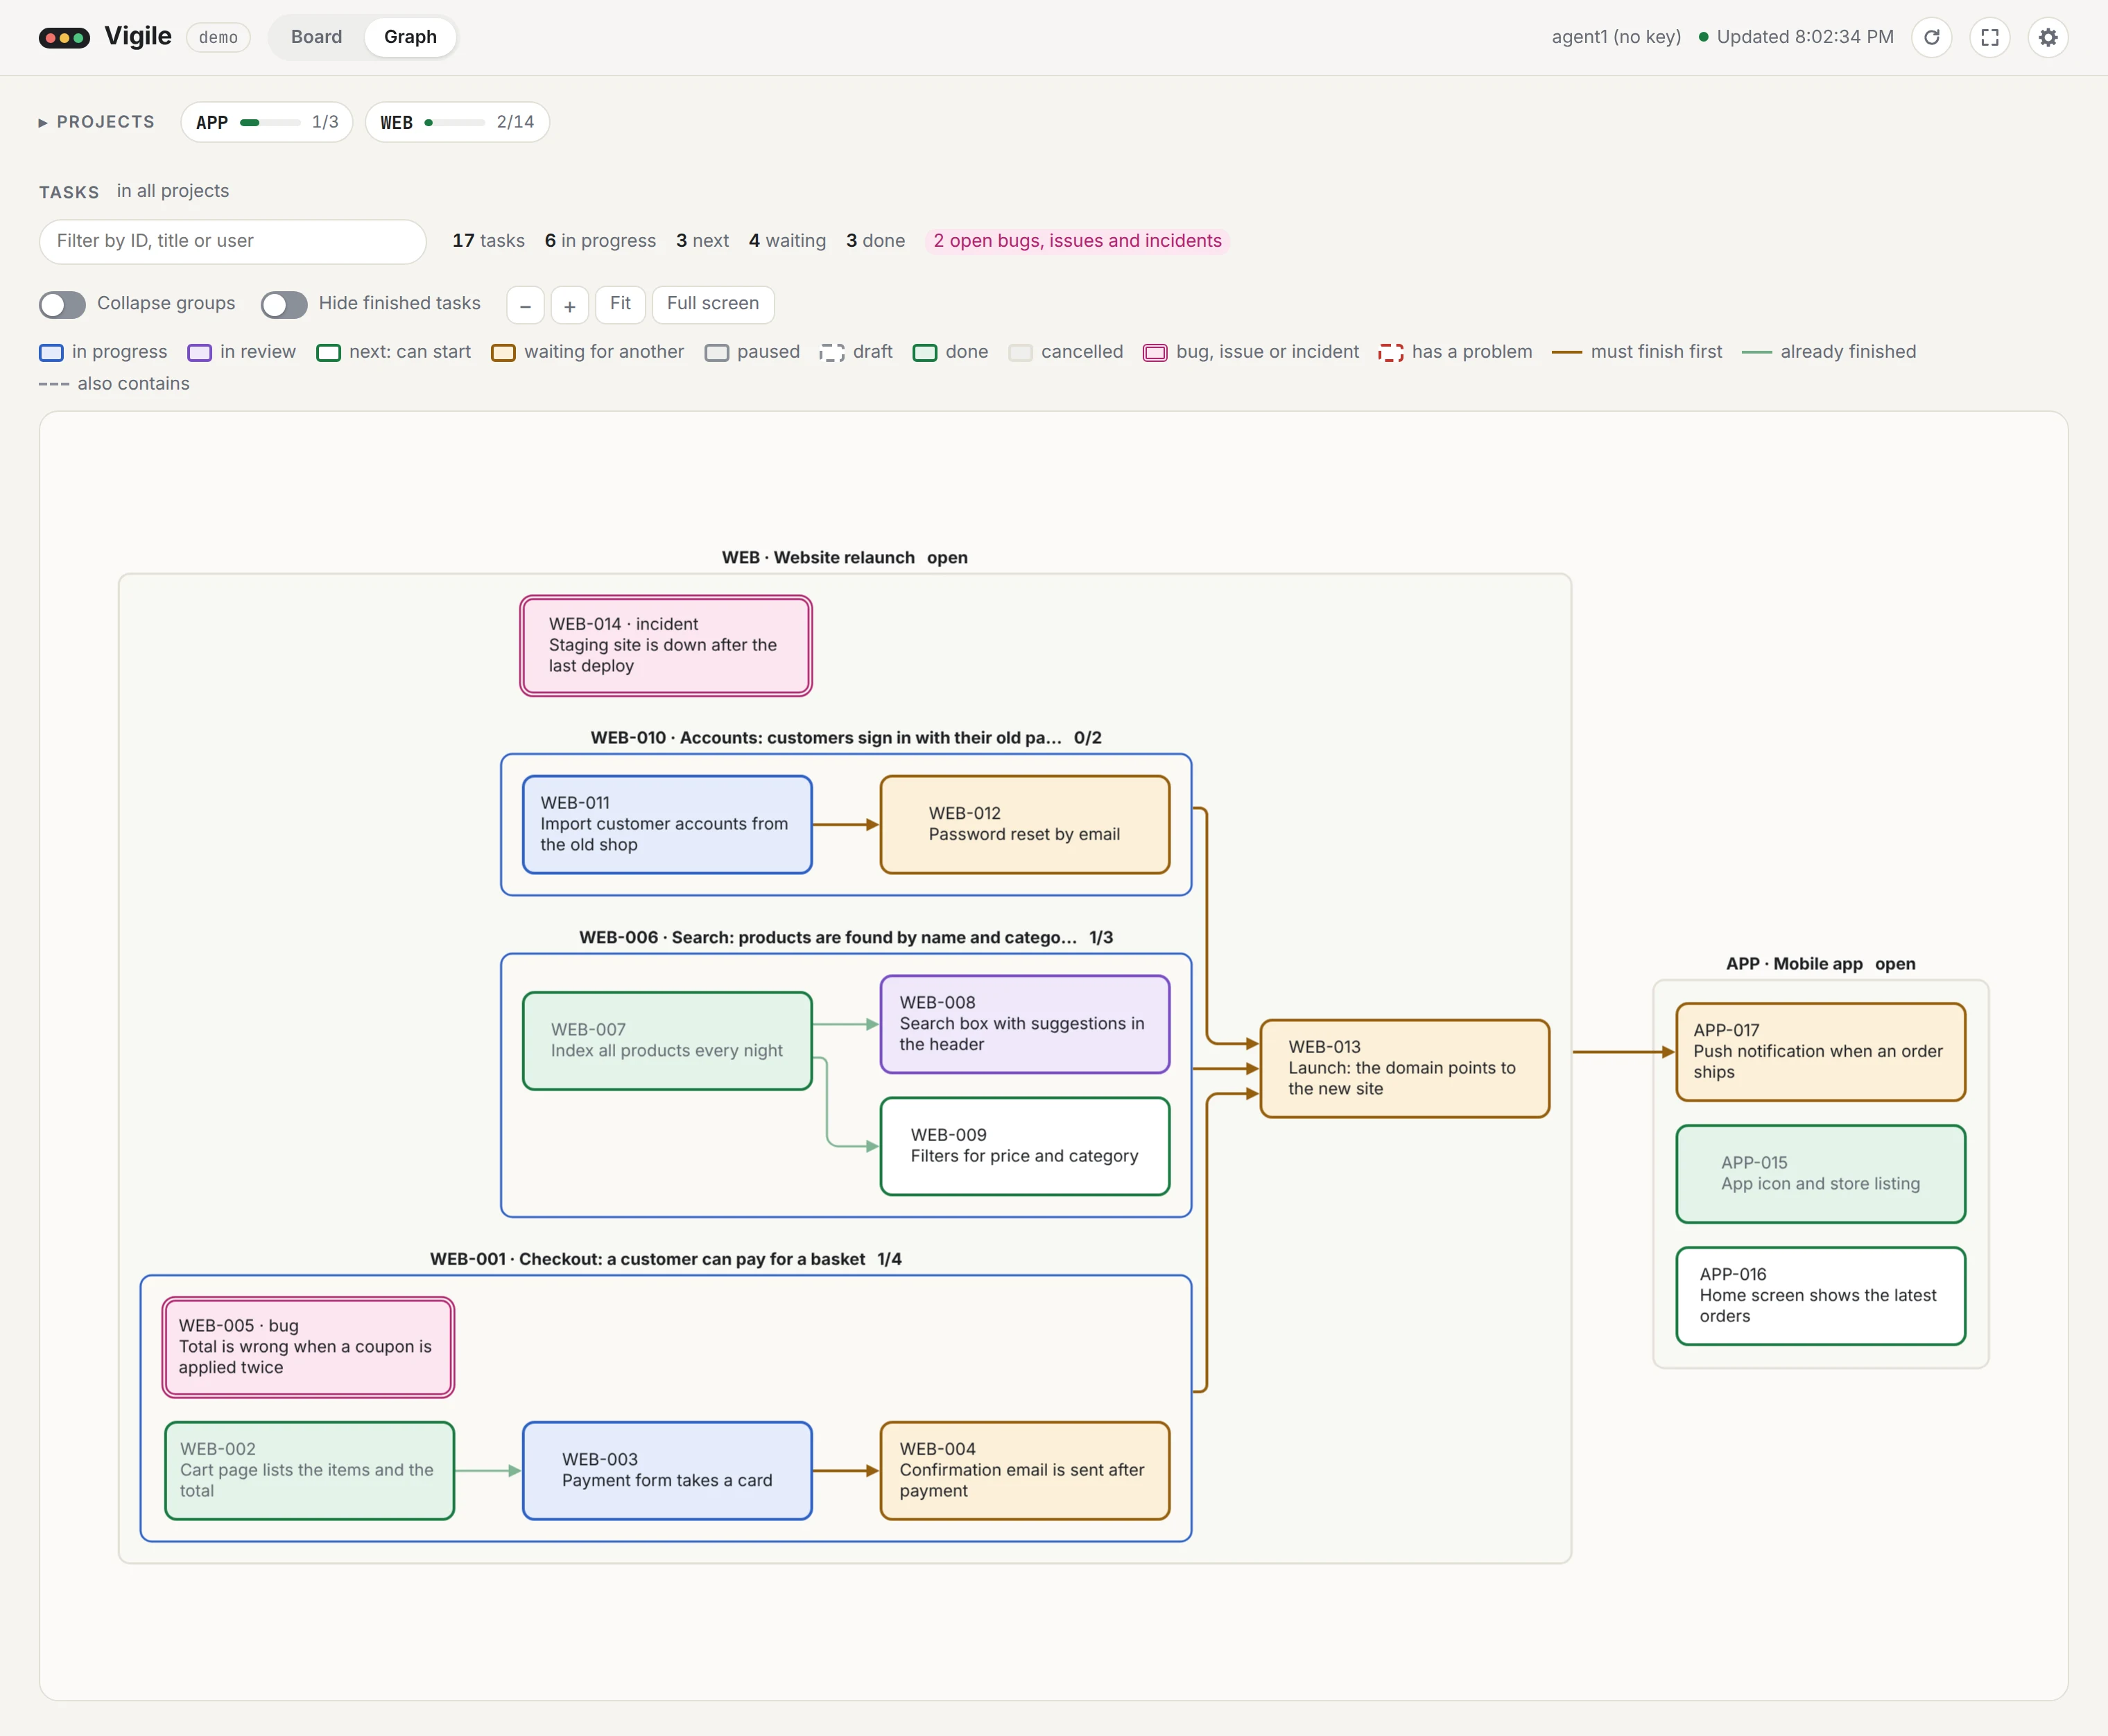 Vigile demo Board Graph agent1 (no key) Updated 8:02:34 PM
▸ PROJECTS APP 1/3 WEB 2/14
TASKS in all projects
Filter by ID, title or user 17 tasks 6 in progress 3 next 4 waiting 3 done 2 open bugs, issues and incidents
Collapse groups Hide finished tasks − + Fit Full screen
in progress in review next: can start waiting for another paused draft done cancelled bug, issue or incident has a problem must finish first already finished
also contains
WEB · Website relaunch open
WEB-014 · incident
Staging site is down after the
last deploy
WEB-010 · Accounts: customers sign in with their old pa… 0/2
WEB-011
Import customer accounts from
the old shop
WEB-012
Password reset by email
WEB-006 · Search: products are found by name and catego… 1/3
WEB-007
Index all products every night
WEB-008
Search box with suggestions in
the header
WEB-009
Filters for price and category
WEB-013
Launch: the domain points to
the new site
WEB-001 · Checkout: a customer can pay for a basket 1/4
WEB-005 · bug
Total is wrong when a coupon is
applied twice
WEB-002
Cart page lists the items and the
total
WEB-003
Payment form takes a card
WEB-004
Confirmation email is sent after
payment
APP · Mobile app open
APP-017
Push notification when an order
ships
APP-015
App icon and store listing
APP-016
Home screen shows the latest
orders